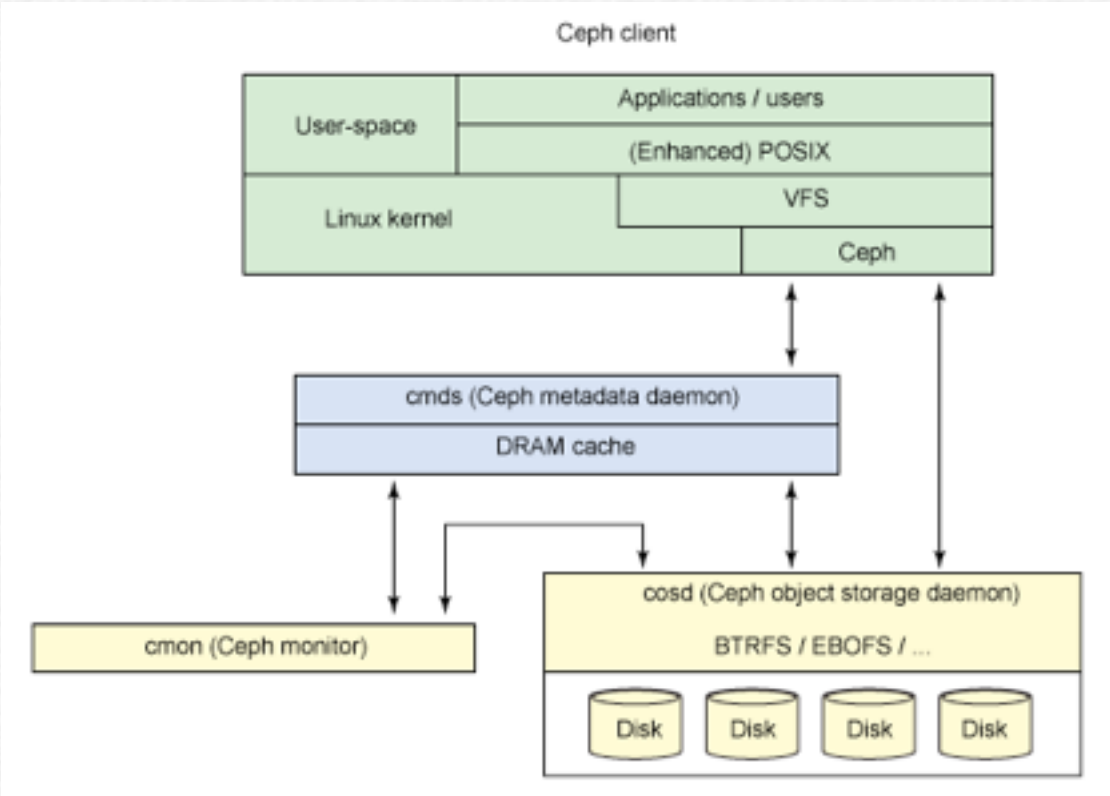 Ceph client
User-space
Applications / users
(Enhanced) POSIX
Linux kernel
VFS
Ceph
cmds (Ceph metadata daemon)
DRAM cache
cmon (Ceph monitor)
cosd (Ceph object storage daemon)
BTRFS / EBOFS / ...
Disk
Disk
Disk
Disk